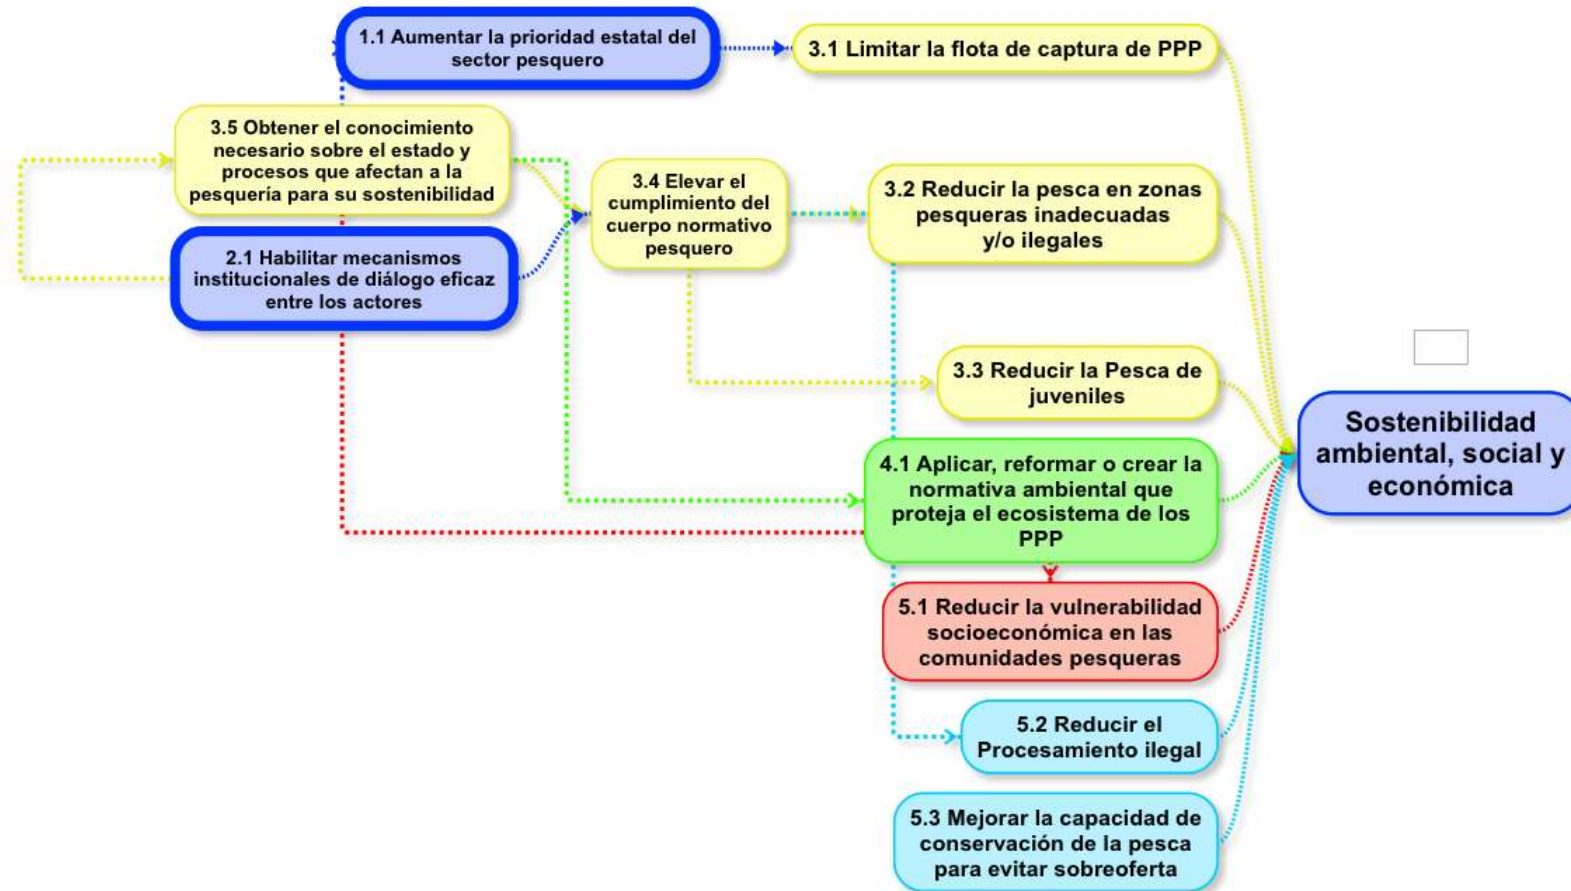 1.1 Aumentar la prioridad estatal del
sector pesquero
3.1 Limitar la flota de captura de PPP
3.5 Obtener el conocimiento
necesario sobre el estado y
procesos que afectan a la
pesquería para su sostenibilidad
3.4 Elevar el
cumplimiento del
cuerpo normativo
pesquero
3.2 Reducir la pesca en zonas
pesqueras inadecuadas
y/o ilegales
2.1 Habilitar mecanismos
institucionales de diálogo eficaz
entre los actores
3.3 Reducir la Pesca de
juveniles
Sostenibilidad
ambiental, social y
económica
4.1 Aplicar, reformar o crear la
normativa ambiental que
proteja el ecosistema de los
PPP
5.1 Reducir la vulnerabilidad
socioeconómica en las
comunidades pesqueras
5.2 Reducir el
Procesamiento ilegal
5.3 Mejorar la capacidad de
conservación de la pesca
para evitar sobreoferta